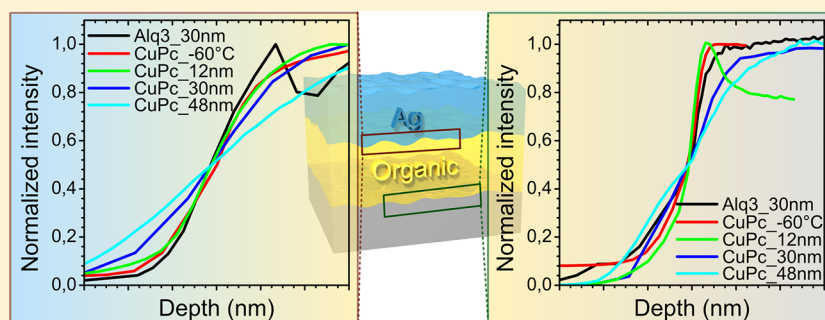 Normalized intensity
1,0
0,8
0,6
0,4
0,2
0,0
Alq3_30nm
CuPc_-60°C
CuPc_12nm
CuPc_30nm
CuPc_48nm
Depth (nm)
Ag
Organic
Normalized intensity
1,0
0,8
0,6
0,4
0,2
0,0
Alq3_30nm
CuPc_-60°C
CuPc_12nm
CuPc_30nm
CuPc_48nm
Depth (nm)